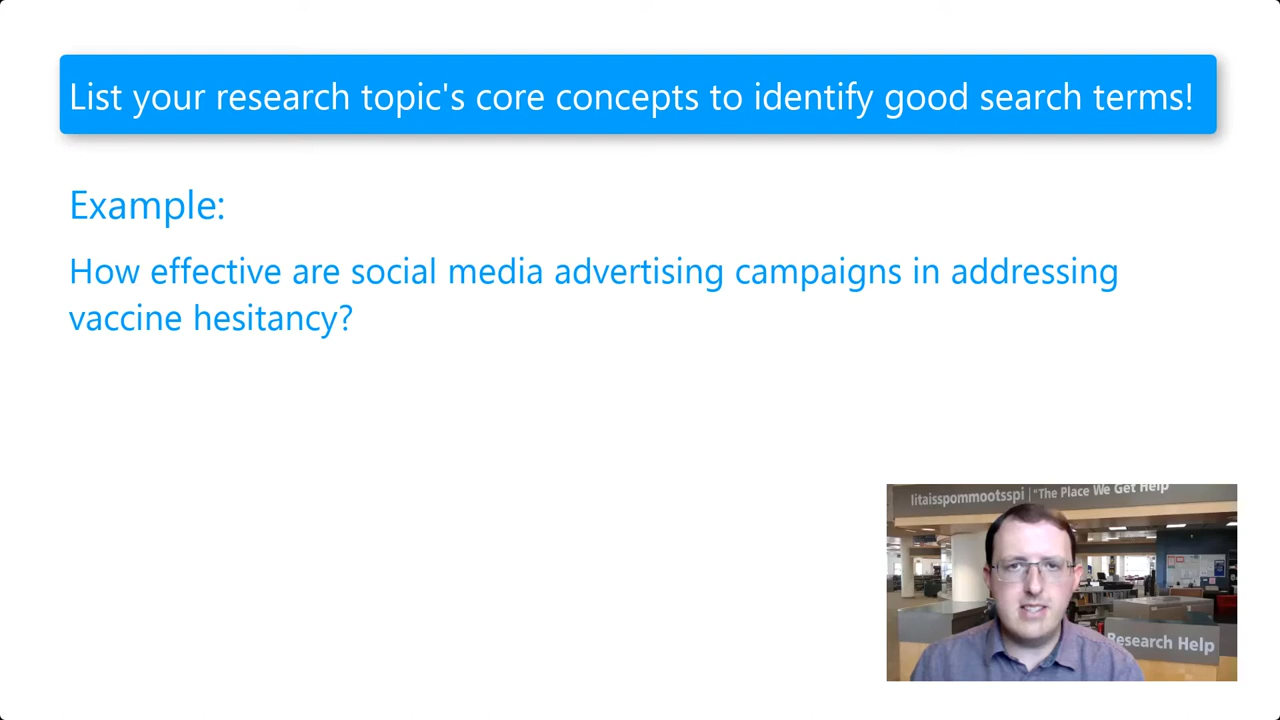 List your research topic's core concepts to identify good search terms!
Example:
How effective are social media advertising campaigns in addressing
vaccine hesitancy?
litaisspommootsspi | "The Place We Get Help
Research Help